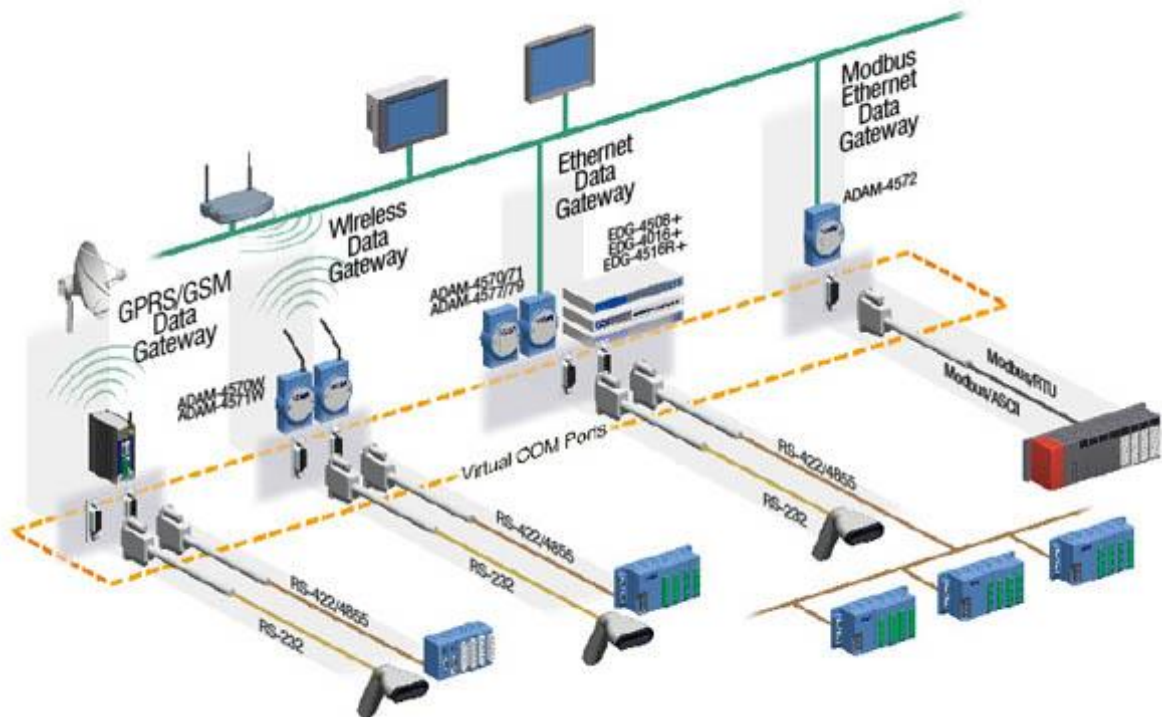 Modbus
Ethernet
Data
Gateway
ADAM-4572
Ethernet
Data
Gateway
EDG-4508+
EDG-4016+
EDG-4516R+
ADAM-4570/71
ADAM-4577/79
Wireless
Data
Gateway
GPRS/GSM
Data
Gateway
ADAM-4570W
ADAM-4571W
Virtual COM Ports
Modbus/RTU
Modbus/ASCII
RS-422/4855
RS-232
RS-422/4855
RS-232
RS-422/4855
RS-232